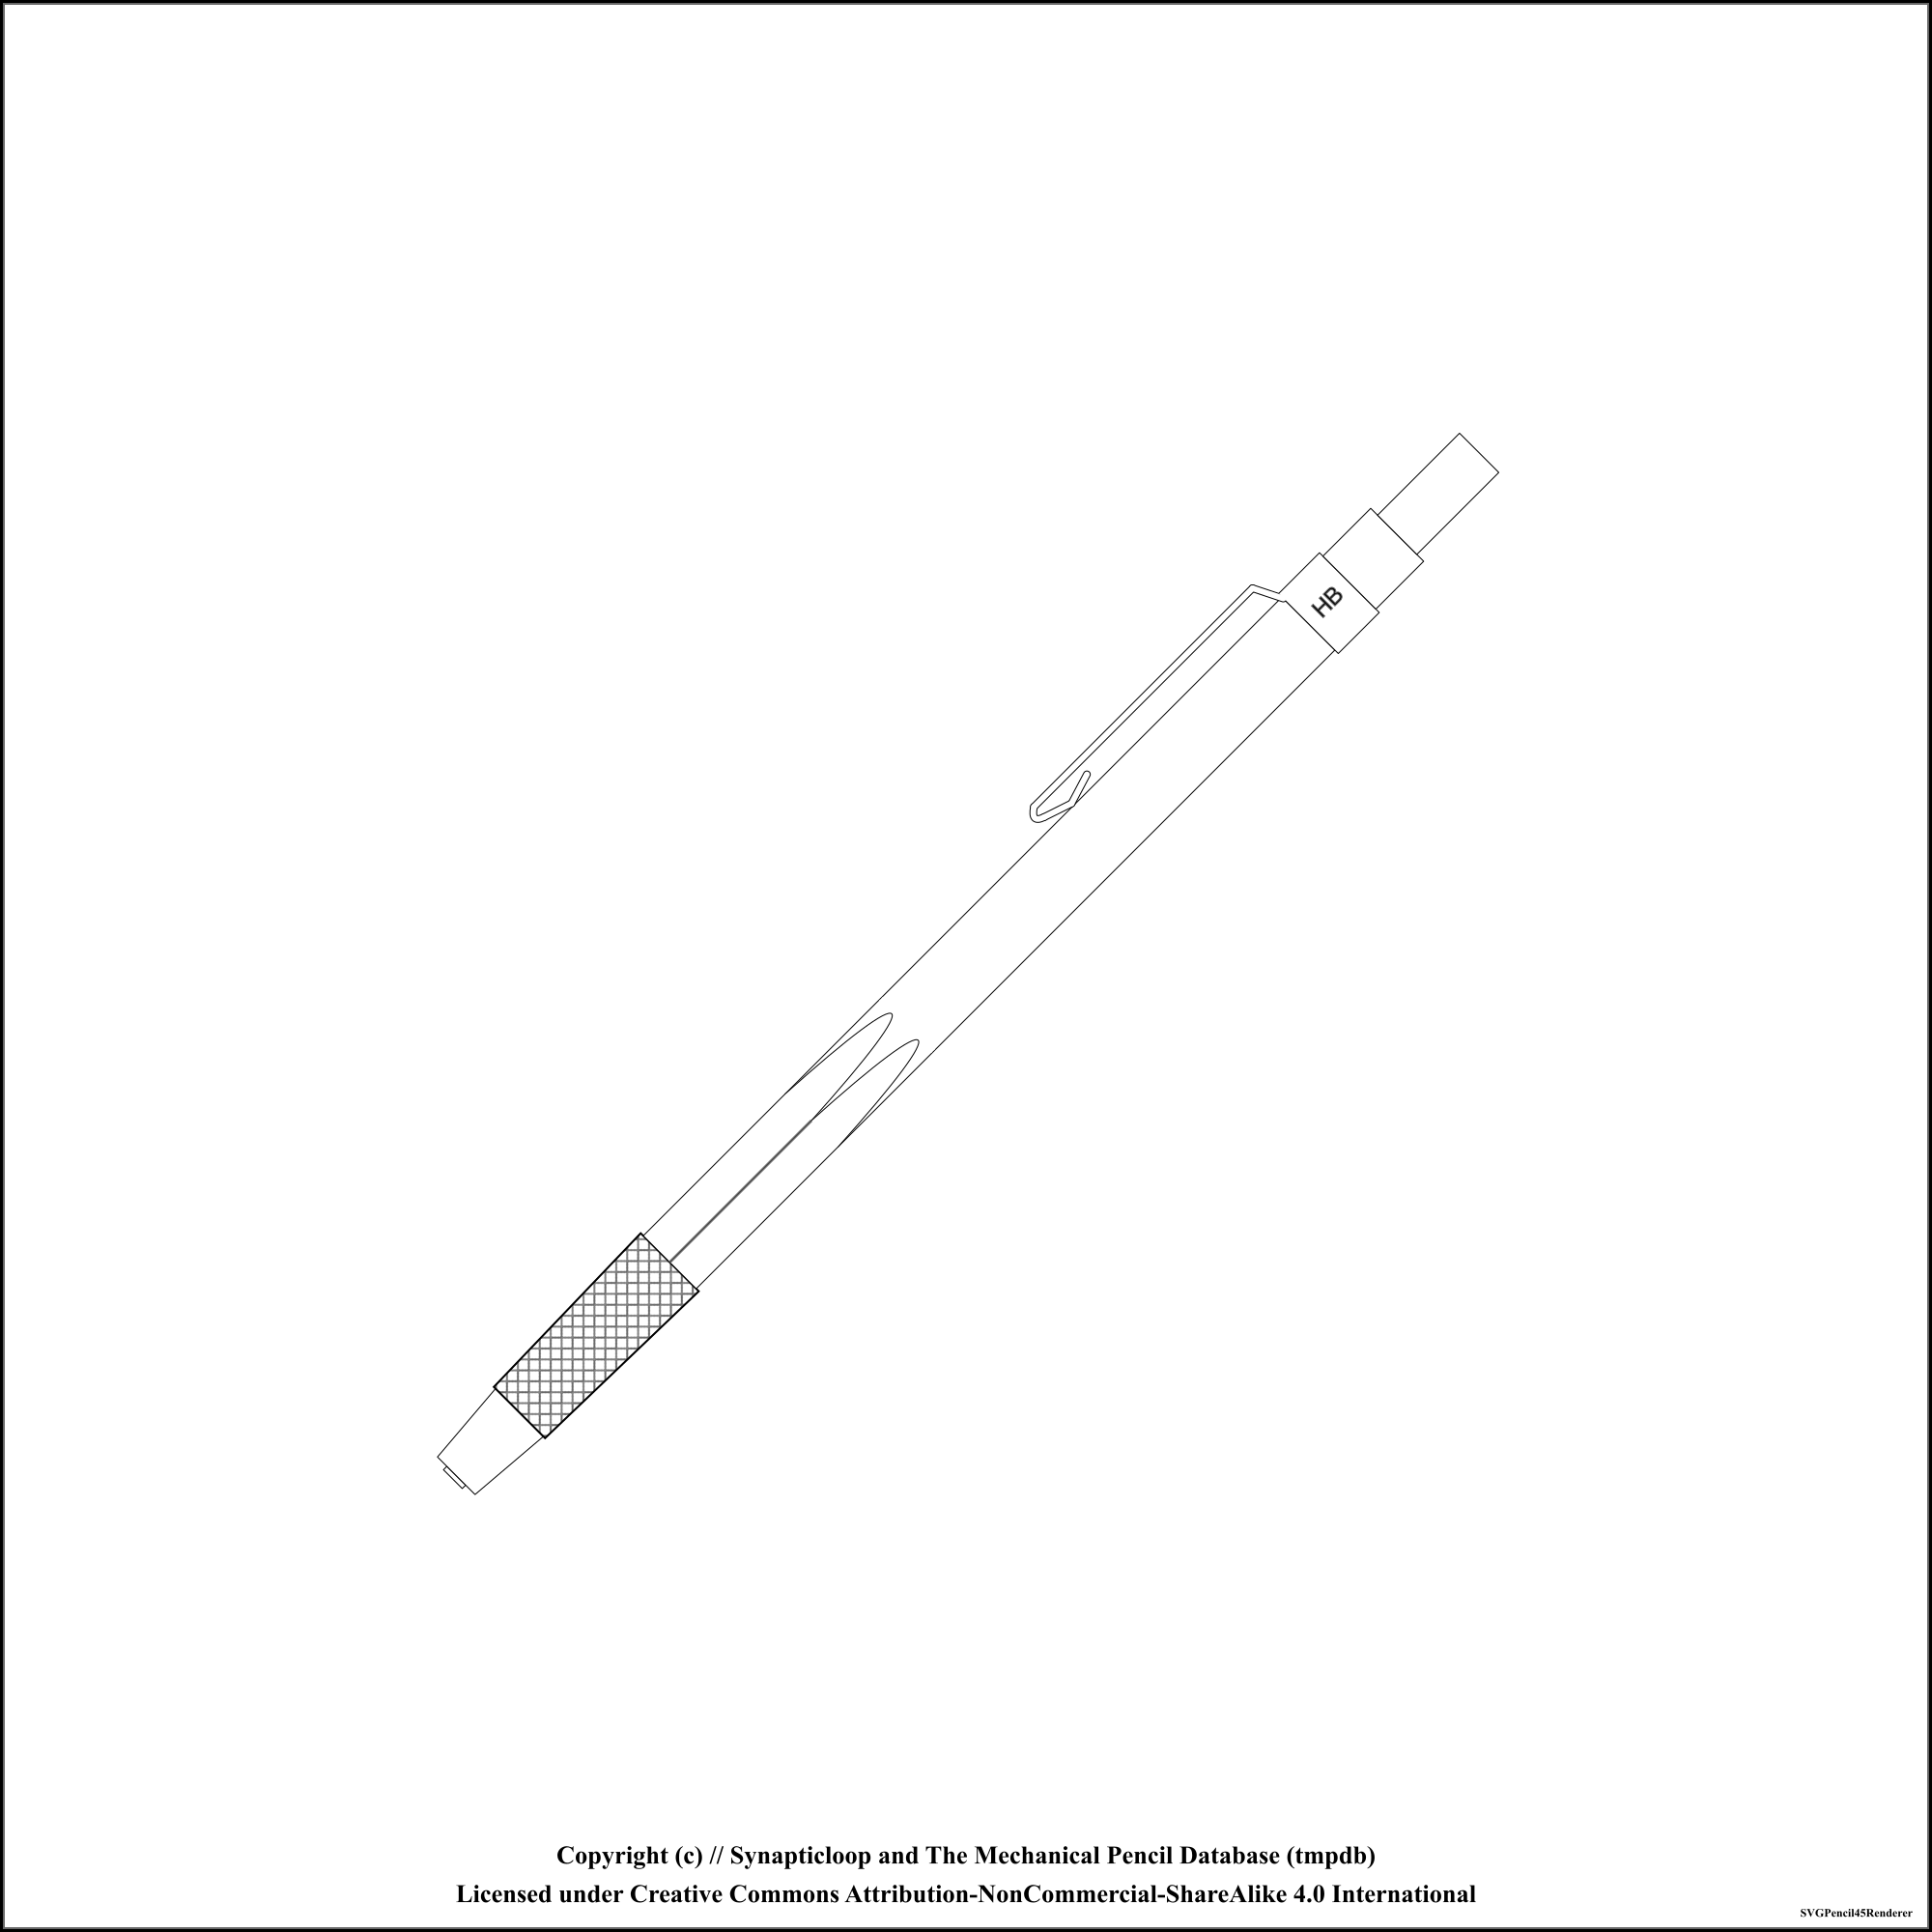 HB
Copyright (c) // Synapticloop and The Mechanical Pencil Database (tmpdb)
Licensed under Creative Commons Attribution-NonCommercial-ShareAlike 4.0 International
SVGPencil45Renderer